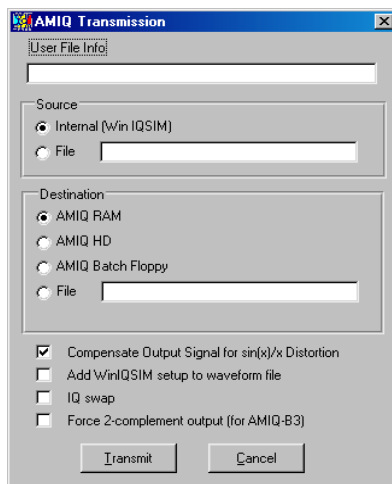 AMIQ Transmission
User File Info
Source
Internal (Win IQSIM)
File
Destination
AMIQ RAM
AMIQ HD
AMIQ Batch Floppy
File
Compensate Output Signal for sin(x)/x Distortion
Add WinIQSIM setup to waveform file
IQ swap
Force 2-complement output (for AMIQ-B3)
Transmit Cancel